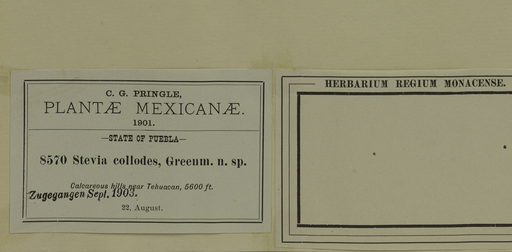 C. G. PRINGLE,
PLANTÆ MEXICANÆ.
1901.
—STATE OF PUEBLA—
8570 Stevia collodes, Greenm. n. sp.
Calcareous hills near Tehuacan, 5600 ft.
Zugegangen Sept. 1903.
22, August.
HERBARIUM REGIUM MONACENSE.